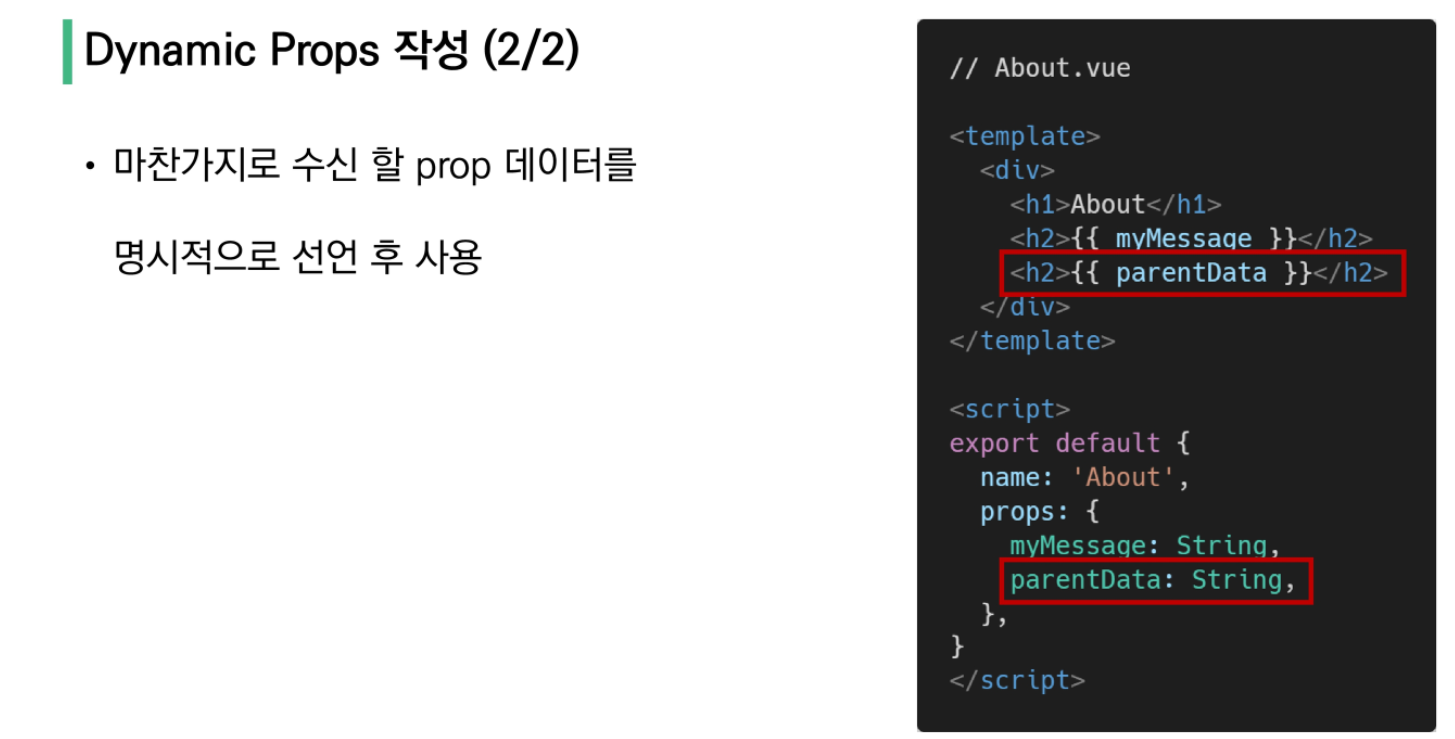 Dynamic Props 작성 (2/2)
• 마찬가지로 수신 할 prop 데이터를
명시적으로 선언 후 사용
// About.vue
<template>
  <div>
    <h1>About</h1>
    <h2>{{ myMessage }}</h2>
    <h2>{{ parentData }}</h2>
  </div>
</template>
<script>
export default {
  name: 'About',
  props: {
    myMessage: String,
    parentData: String,
  },
}
</script>